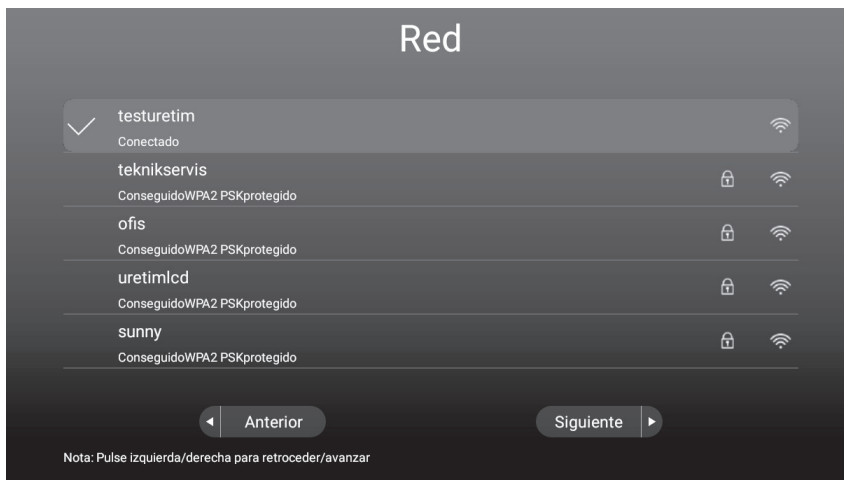 Red
testuretim
Conectado
teknikservis
ConseguidoWPA2 PSKprotegido
ofis
ConseguidoWPA2 PSKprotegido
uretimlcd
ConseguidoWPA2 PSKprotegido
sunny
ConseguidoWPA2 PSKprotegido
Anterior
Siguiente
Nota: Pulse izquierda/derecha para retroceder/avanzar